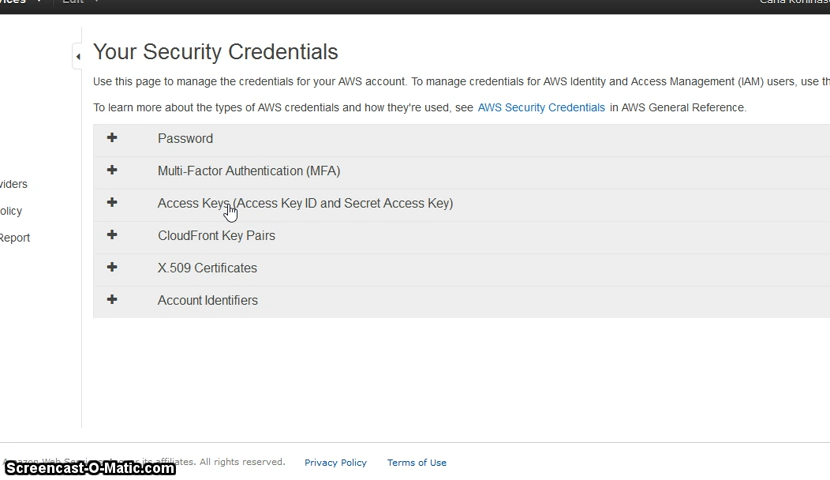 Edit
Your Security Credentials
Use this page to manage the credentials for your AWS account. To manage credentials for AWS Identity and Access Management (IAM) users, use th
To learn more about the types of AWS credentials and how they're used, see AWS Security Credentials in AWS General Reference.
Password
Multi-Factor Authentication (MFA)
viders
Access Keys (Access Key ID and Secret Access Key)
olicy
CloudFront Key Pairs
Report
X.509 Certificates
Account Identifiers
its affiliates. All rights reserved. Privacy Policy Terms of Use
Screencast-O-Matic.com